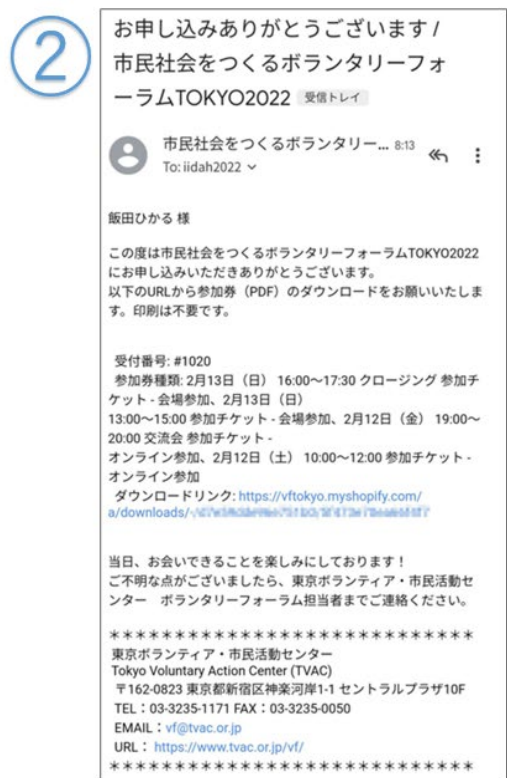 ②
お申し込みありがとうございます /
市民社会をつくるボランタリーフォ
ーラムTOKYO2022 受信トレイ
市民社会をつくるボランタリー... 8:13
To: iidah2022
飯田ひかる 様
この度は市民社会をつくるボランタリーフォーラムTOKYO2022
にお申し込みいただきありがとうございます。
以下のURLから参加券（PDF）のダウンロードをお願いいたしま
す。印刷は不要です。
受付番号: #1020
参加券種類: 2月13日（日） 16:00〜17:30 クロージング 参加チ
ケット - 会場参加、2月13日（日）
13:00〜15:00 参加チケット - 会場参加、2月12日（金） 19:00〜
20:00 交流会 参加チケット -
オンライン参加、2月12日（土） 10:00〜12:00 参加チケット -
オンライン参加
ダウンロードリンク: https://vftokyo.myshopify.com/
a/downloads/
当日、お会いできることを楽しみにしております！
ご不明な点がございましたら、東京ボランティア・市民活動セ
ンター　ボランタリーフォーラム担当者までご連絡ください。
＊＊＊＊＊＊＊＊＊＊＊＊＊＊＊＊＊＊＊＊＊＊＊＊＊＊＊＊
東京ボランティア・市民活動センター
Tokyo Voluntary Action Center (TVAC)
〒162-0823 東京都新宿区神楽河岸1-1 セントラルプラザ10F
TEL：03-3235-1171 FAX：03-3235-0050
EMAIL：vf@tvac.or.jp
URL： https://www.tvac.or.jp/vf/
＊＊＊＊＊＊＊＊＊＊＊＊＊＊＊＊＊＊＊＊＊＊＊＊＊＊＊＊